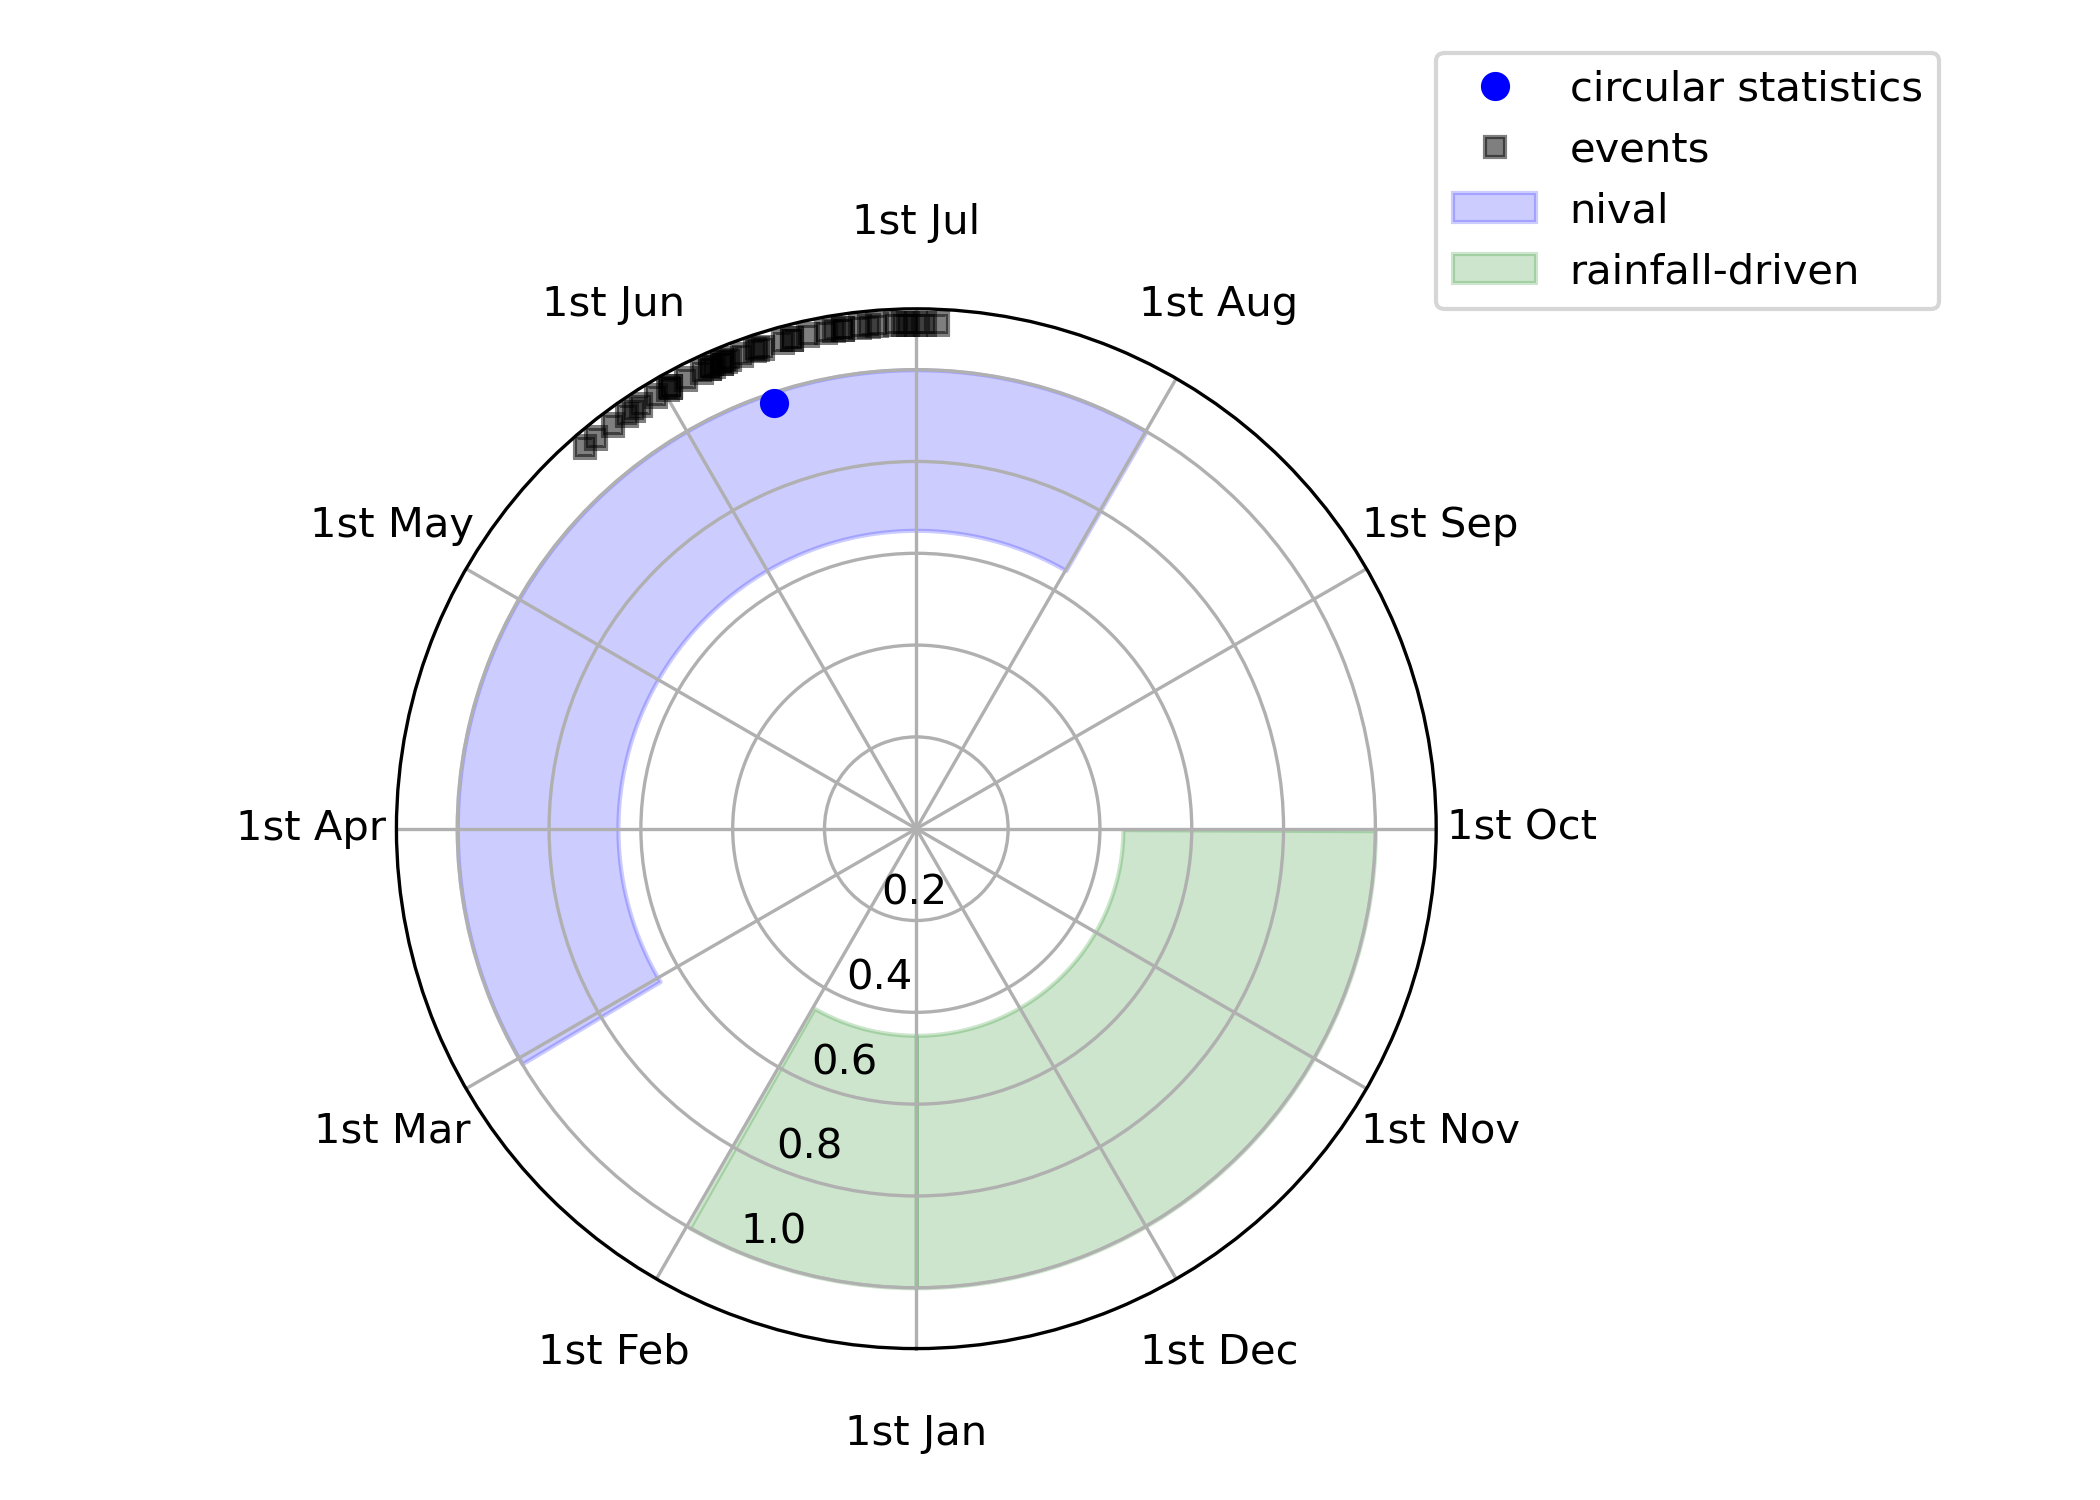 circular statistics
events
nival
rainfall-driven
1st Jul
1st Jun
1st Aug
1st May
1st Sep
1st Apr
1st Oct
0.2
0.4
0.6
1st Mar
1st Nov
0.8
1.0
1st Feb
1st Dec
1st Jan